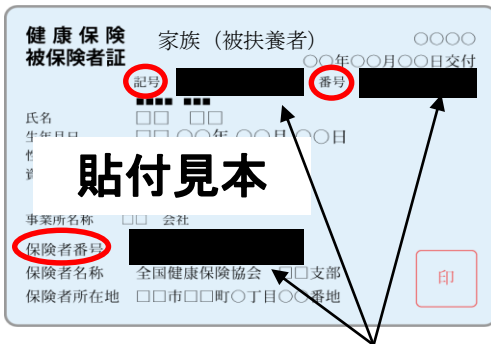 健康保険
被保険者証
家族（被扶養者）
○○○○
○○年○○月○○日交付
記号
番号
氏名 □□ □□
生年月日 □□ ○○年 ○○月 ○○日
貼付見本
事業所名称 □□ 会社
保険者番号
保険者名称 全国健康保険協会 □□支部
保険者所在地 □□市□□町○丁目○○番地
印